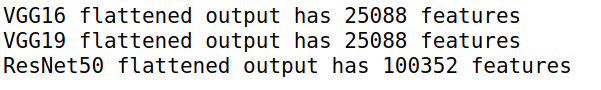 VGG16 flattened output has 25088 features
VGG19 flattened output has 25088 features
ResNet50 flattened output has 100352 features